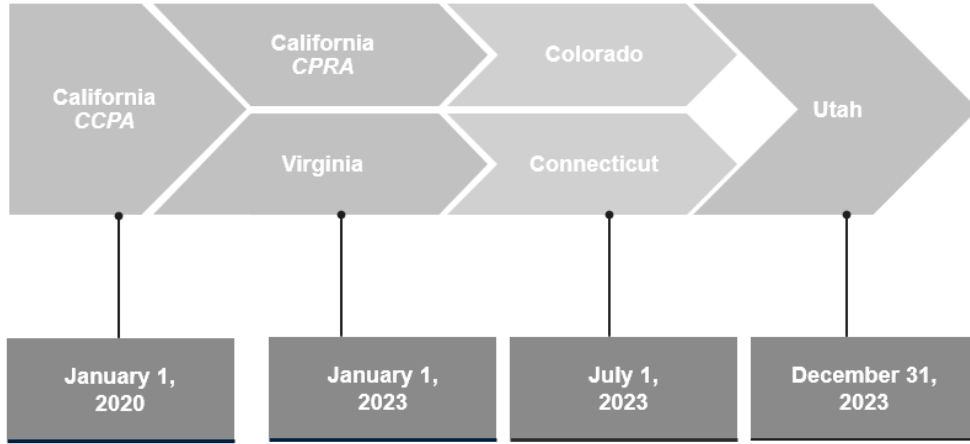 California
CCPA
California
CPRA
Virginia
Colorado
Connecticut
Utah
January 1,
2020
January 1,
2023
July 1,
2023
December 31,
2023